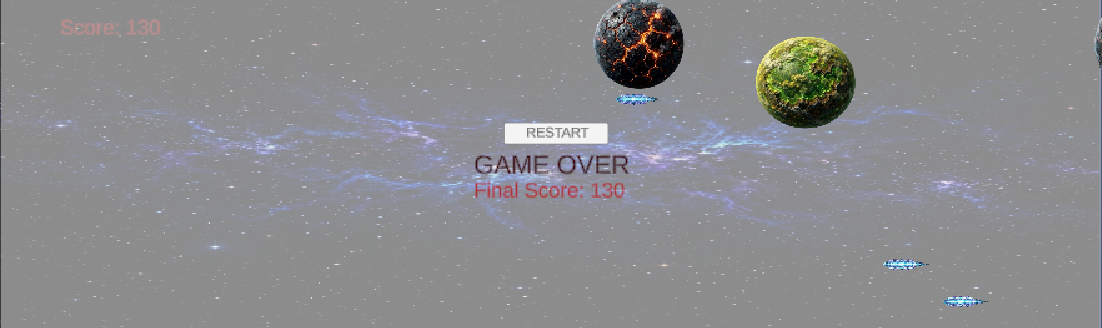 Score: 130
RESTART
GAME OVER
Final Score: 130